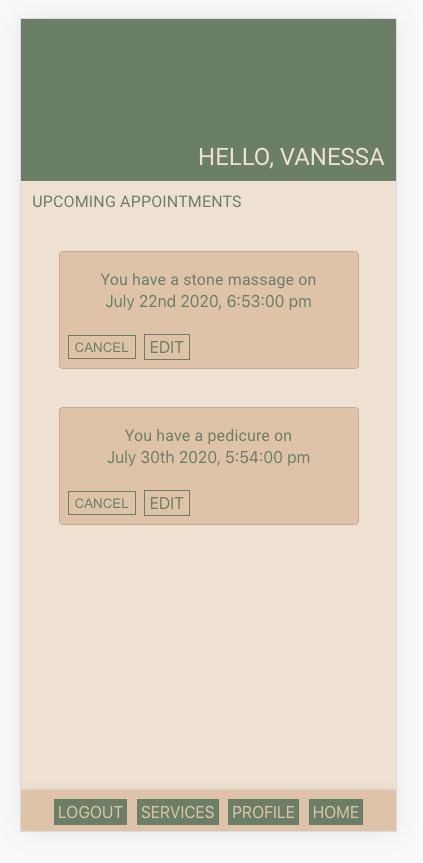 HELLO, VANESSA
UPCOMING APPOINTMENTS
You have a stone massage on
July 22nd 2020, 6:53:00 pm
CANCEL EDIT
You have a pedicure on
July 30th 2020, 5:54:00 pm
CANCEL EDIT
LOGOUT SERVICES PROFILE HOME